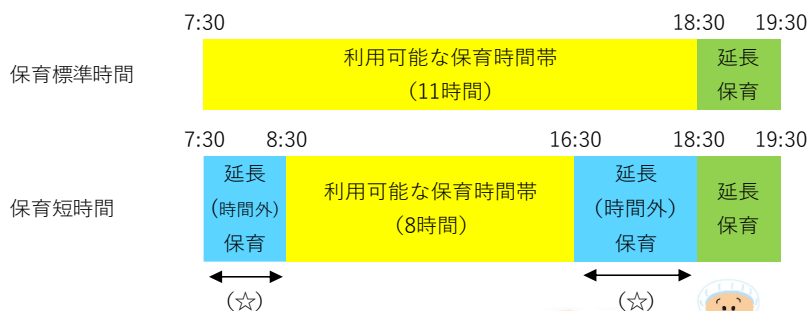 7:30 18:30 19:30
保育標準時間
利用可能な保育時間帯
（11時間）
延長
保育
7:30 8:30 16:30 18:30 19:30
保育短時間
延長
（時間外）
保育
利用可能な保育時間帯
（8時間）
延長
（時間外）
保育
延長
保育
（☆） （☆）